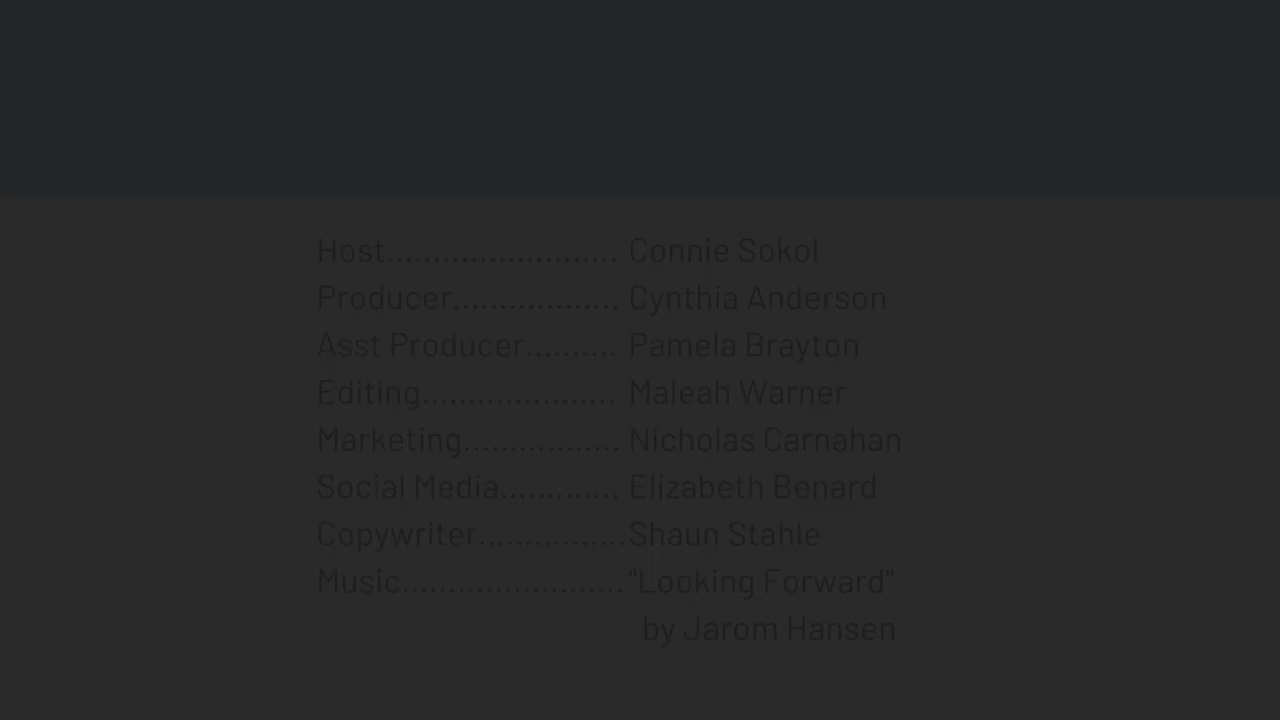 Host......................... Connie Sokol
Producer.................. Cynthia Anderson
Asst Producer.......... Pamela Brayton
Editing..................... Maleah Warner
Marketing................. Nicholas Carnahan
Social Media............. Elizabeth Benard
Copywriter................Shaun Stahle
Music........................ "Looking Forward"
by Jarom Hansen